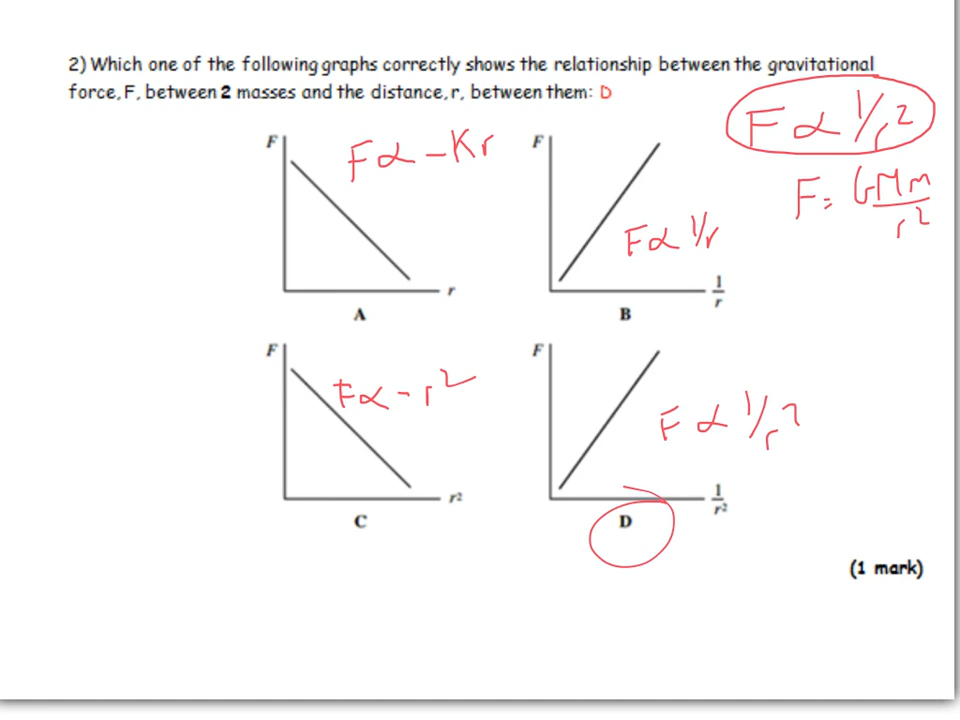 2) Which one of the following graphs correctly shows the relationship between the gravitational
force, F, between 2 masses and the distance, r, between them: D
F ∝ 1/r²
F = GMm/r²
F
F ∝ -Kr
r
A
F
F ∝ 1/r
1/r
B
F
F ∝ - r²
r²
C
F
F ∝ 1/r²
1/r²
D
(1 mark)